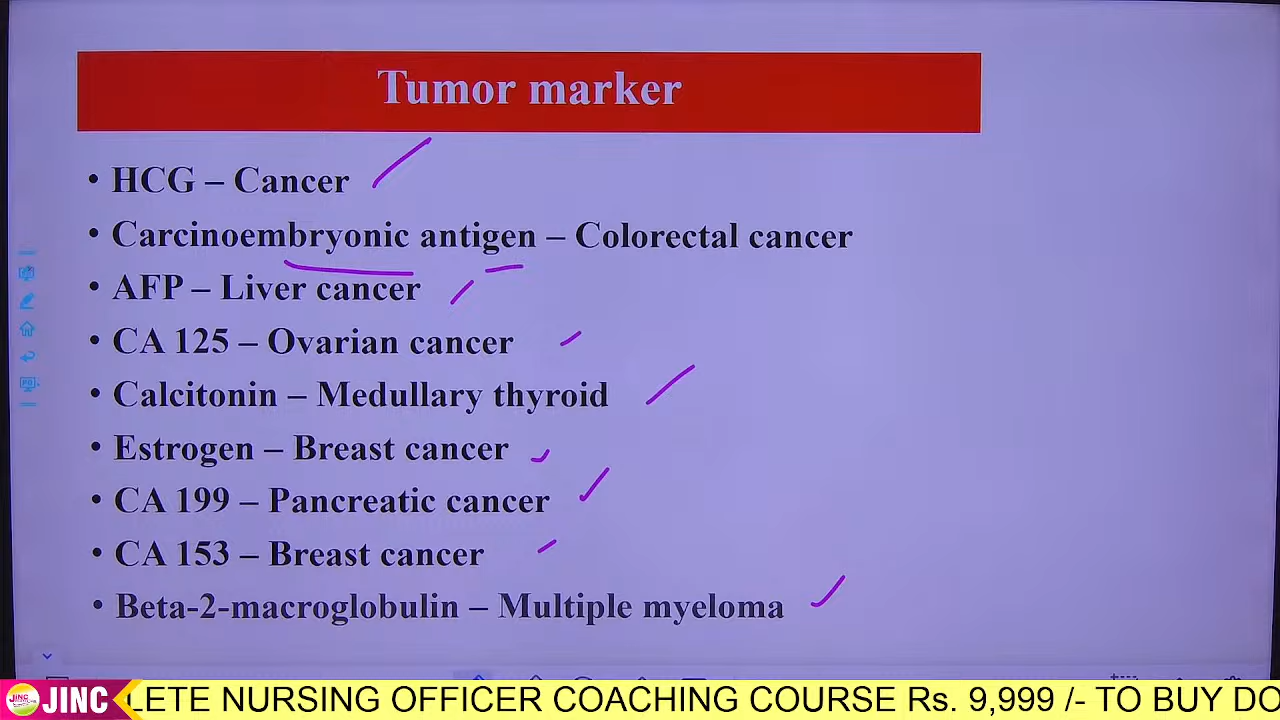 Tumor marker
• HCG – Cancer
• Carcinoembryonic antigen – Colorectal cancer
• AFP – Liver cancer
• CA 125 – Ovarian cancer
• Calcitonin – Medullary thyroid
• Estrogen – Breast cancer
• CA 199 – Pancreatic cancer
• CA 153 – Breast cancer
• Beta-2-macroglobulin – Multiple myeloma
JINC LETE NURSING OFFICER COACHING COURSE Rs. 9,999 /- TO BUY DO